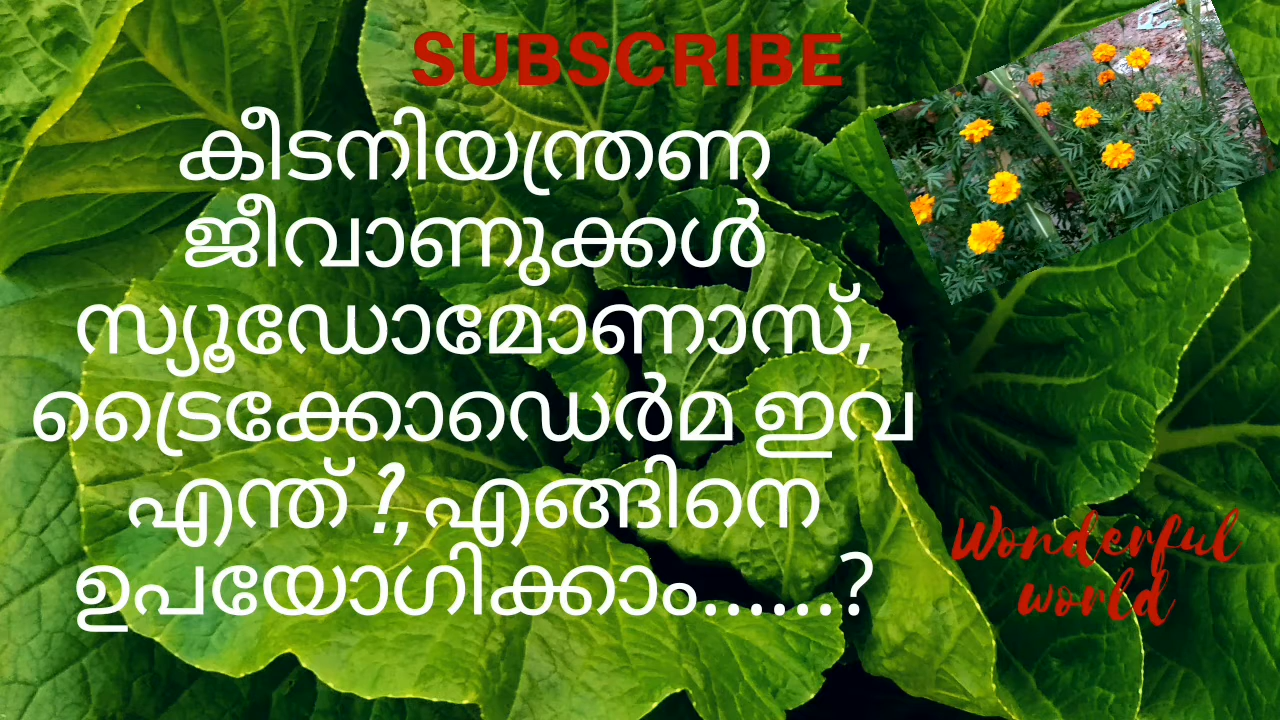 SUBSCRIBE
കീടനിയന്ത്രണ
ജീവാണുക്കൾ
സ്യൂഡോമോണാസ്,
ട്രൈക്കോഡെർമ ഇവ
എന്ത് ?, എങ്ങിനെ
ഉപയോഗിക്കാം......?
Wonderful
world